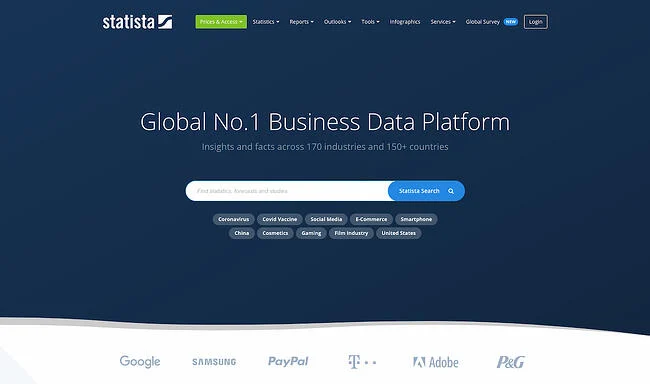 statista Prices & Access Statistics Reports Outlooks Tools Infographics Services Global Survey NEW Login
Global No.1 Business Data Platform
Insights and facts across 170 industries and 150+ countries
Find statistics, forecasts and studies Statista Search
Coronavirus Covid Vaccine Social Media E-Commerce Smartphone
China Cosmetics Gaming Film Industry United States
Google SAMSUNG PayPal T Adobe P&G